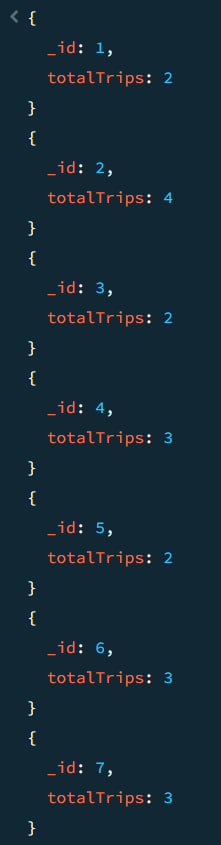 {
_id: 1,
totalTrips: 2
}
{
_id: 2,
totalTrips: 4
}
{
_id: 3,
totalTrips: 2
}
{
_id: 4,
totalTrips: 3
}
{
_id: 5,
totalTrips: 2
}
{
_id: 6,
totalTrips: 3
}
{
_id: 7,
totalTrips: 3
}